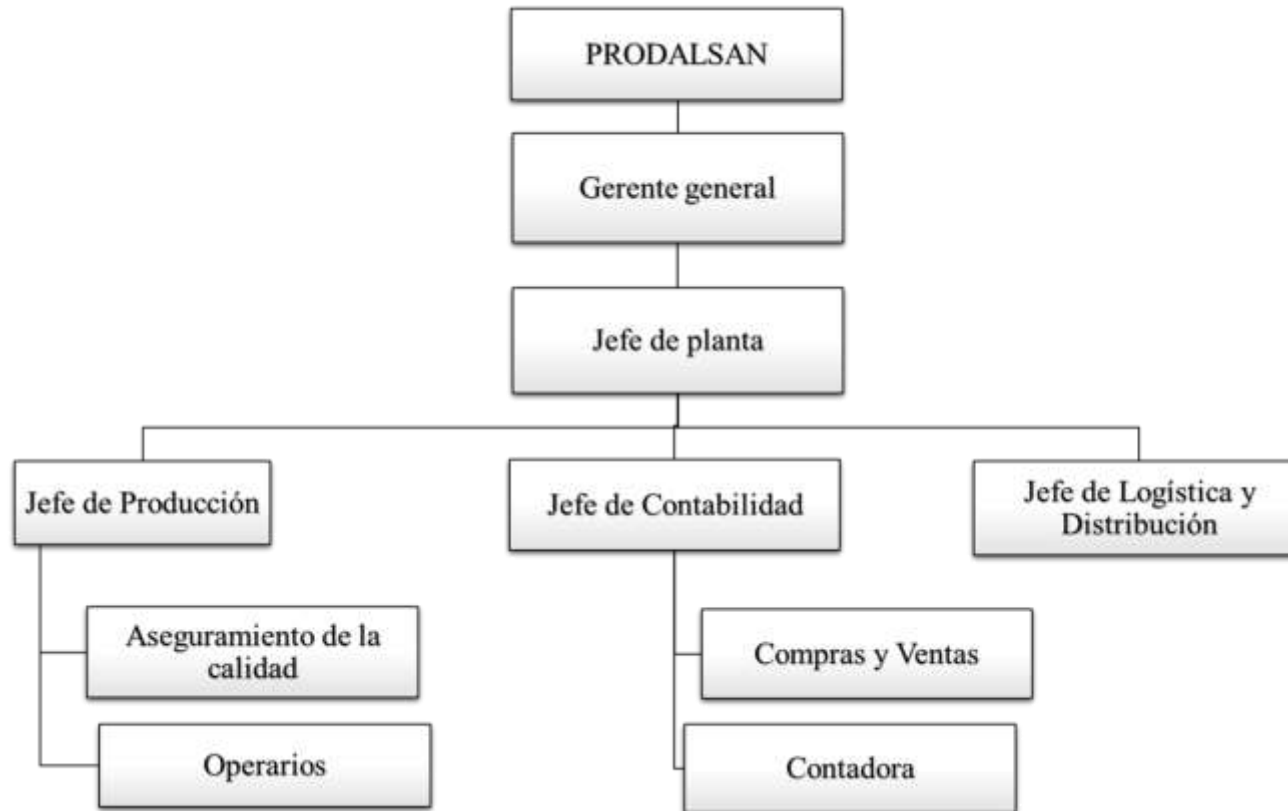 PRODALSAN
Gerente general
Jefe de planta
Jefe de Producción
Jefe de Contabilidad
Jefe de Logística y
Distribución
Aseguramiento de la
calidad
Compras y Ventas
Operarios
Contadora